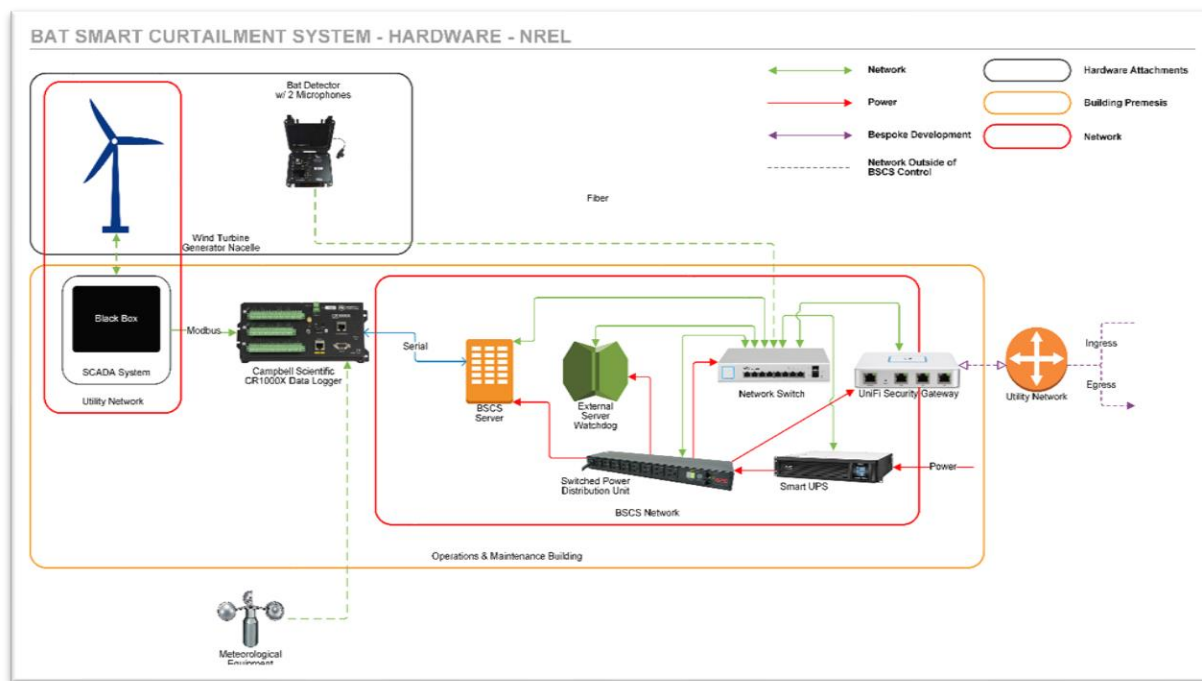 BAT SMART CURTAILMENT SYSTEM - HARDWARE - NREL
Bat Detector
w/ 2 Microphones
Network
Hardware Attachments
Power
Building Premesis
Bespoke Development
Network
Network Outside of
BSCS Control
Fiber
Wind Turbine
Generator Nacelle
Black Box
SCADA System
Utility Network
Modbus
Campbell Scientific
CR1000X Data Logger
Serial
BSCS
Server
External
Server
Watchdog
Network Switch
UniFi Security Gateway
Ingress
Egress
Utility Network
Switched Power
Distribution Unit
Smart UPS
Power
BSCS Network
Operations & Maintenance Building
Meteorological
Equipment